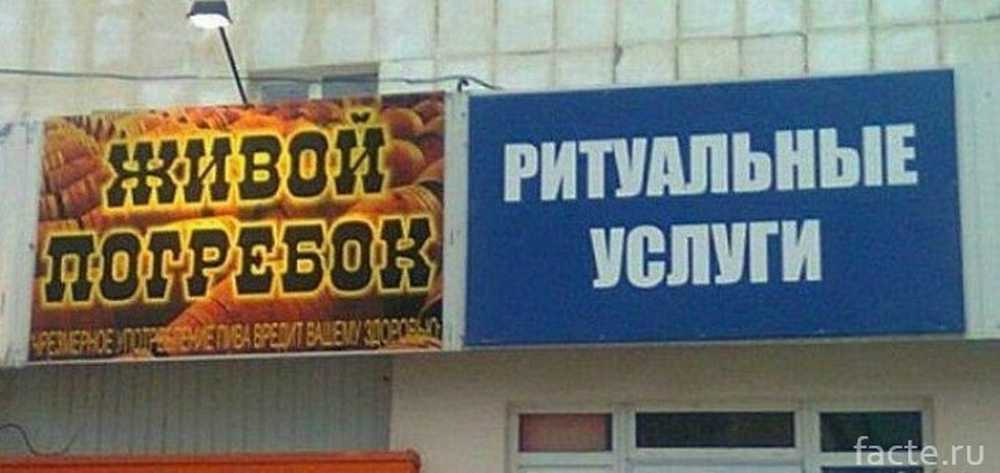 ЖИВОЙ
ПОГРЕБОК
ЧРЕЗМЕРНОЕ УПОТРЕБЛЕНИЕ ПИВА ВРЕДИТ ВАШЕМУ ЗДОРОВЬЮ
РИТУАЛЬНЫЕ
УСЛУГИ
facte.ru